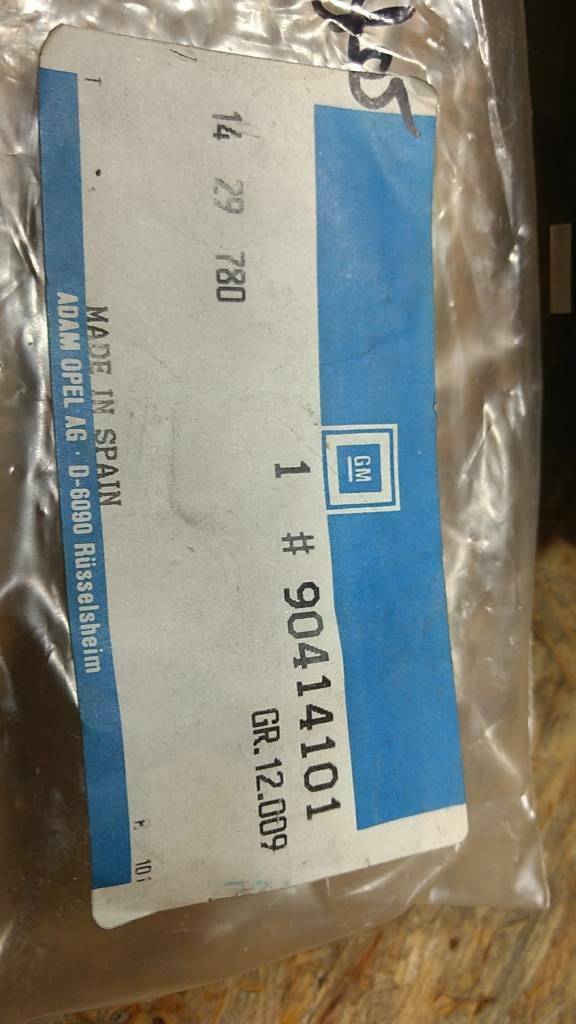 GM
1 # 90414101
GR.12.009
14 29 780
MADE IN SPAIN
ADAM OPEL AG · D-6090 Rüsselsheim
T